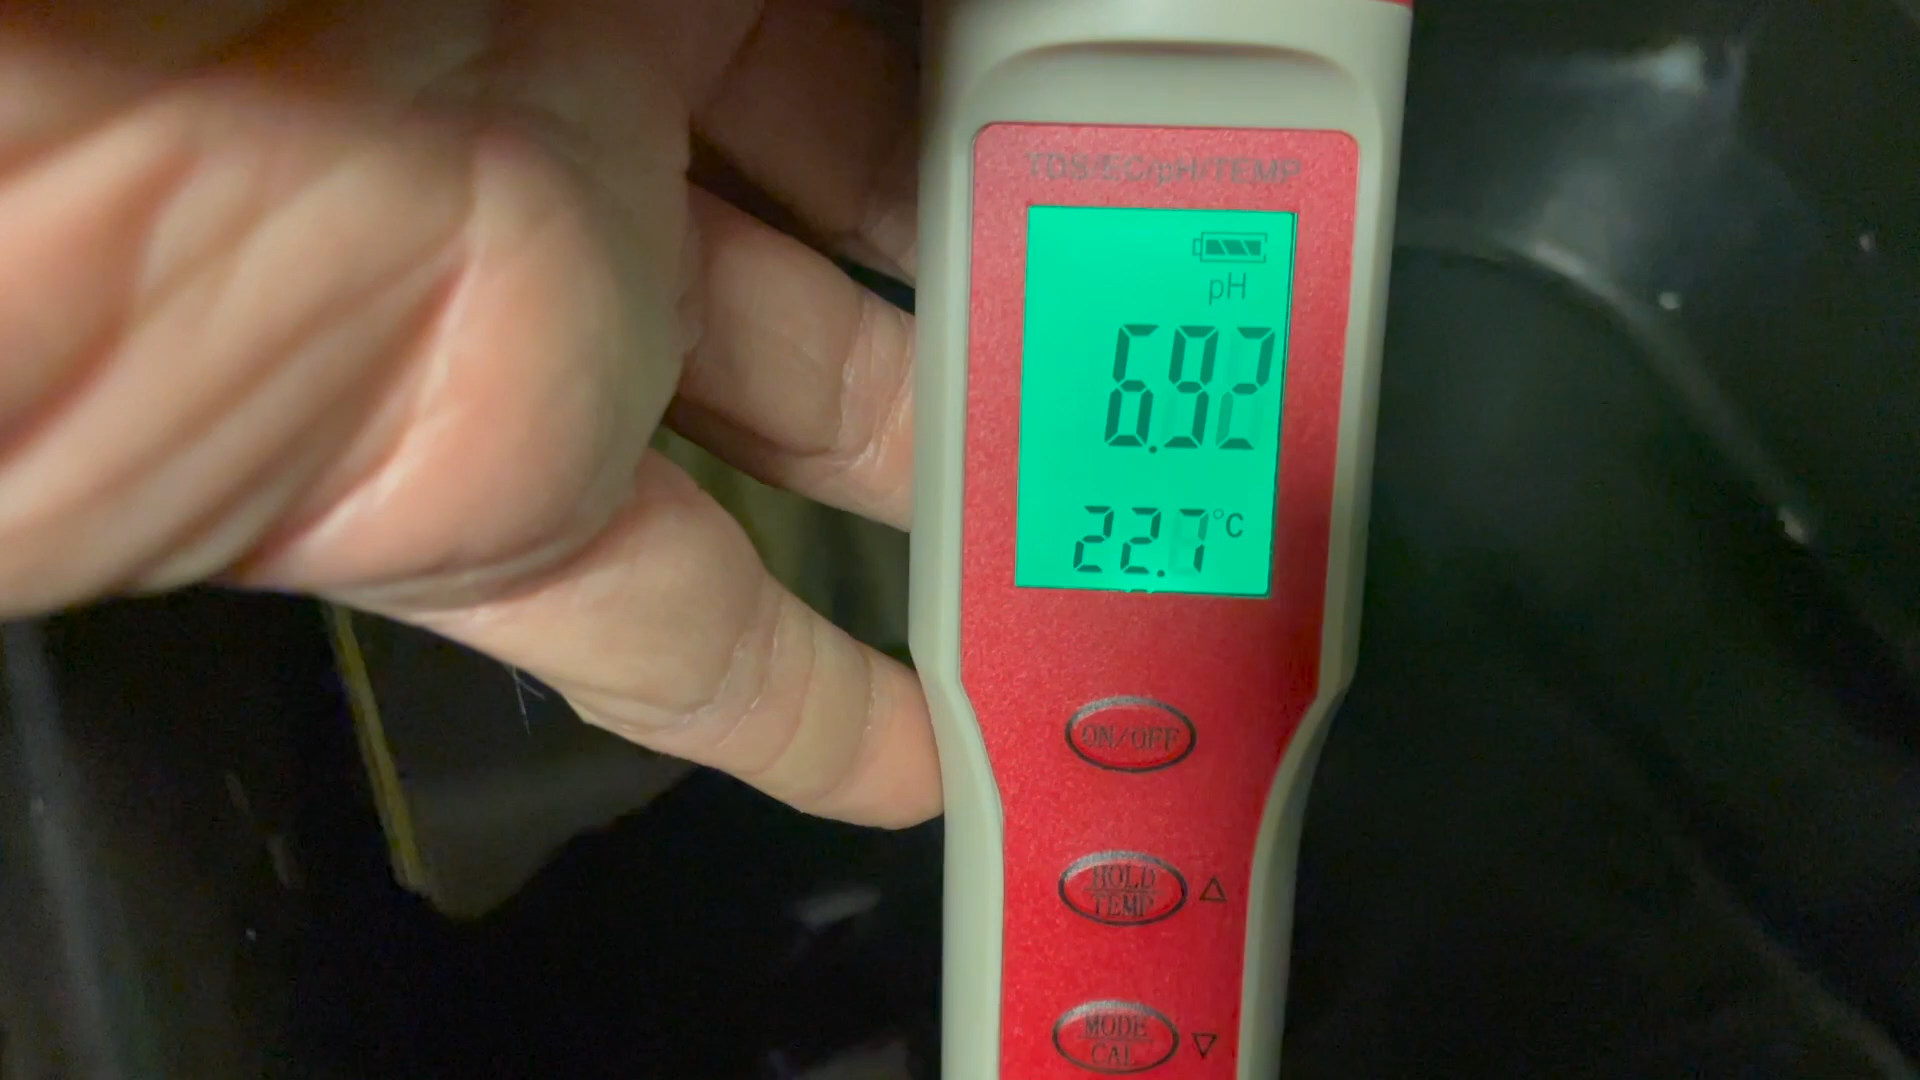 TDS/EC/pH/TEMP
pH
6.92
22.7°C
ON/OFF
HOLD
TEMP
△
MODE
CAL
▽